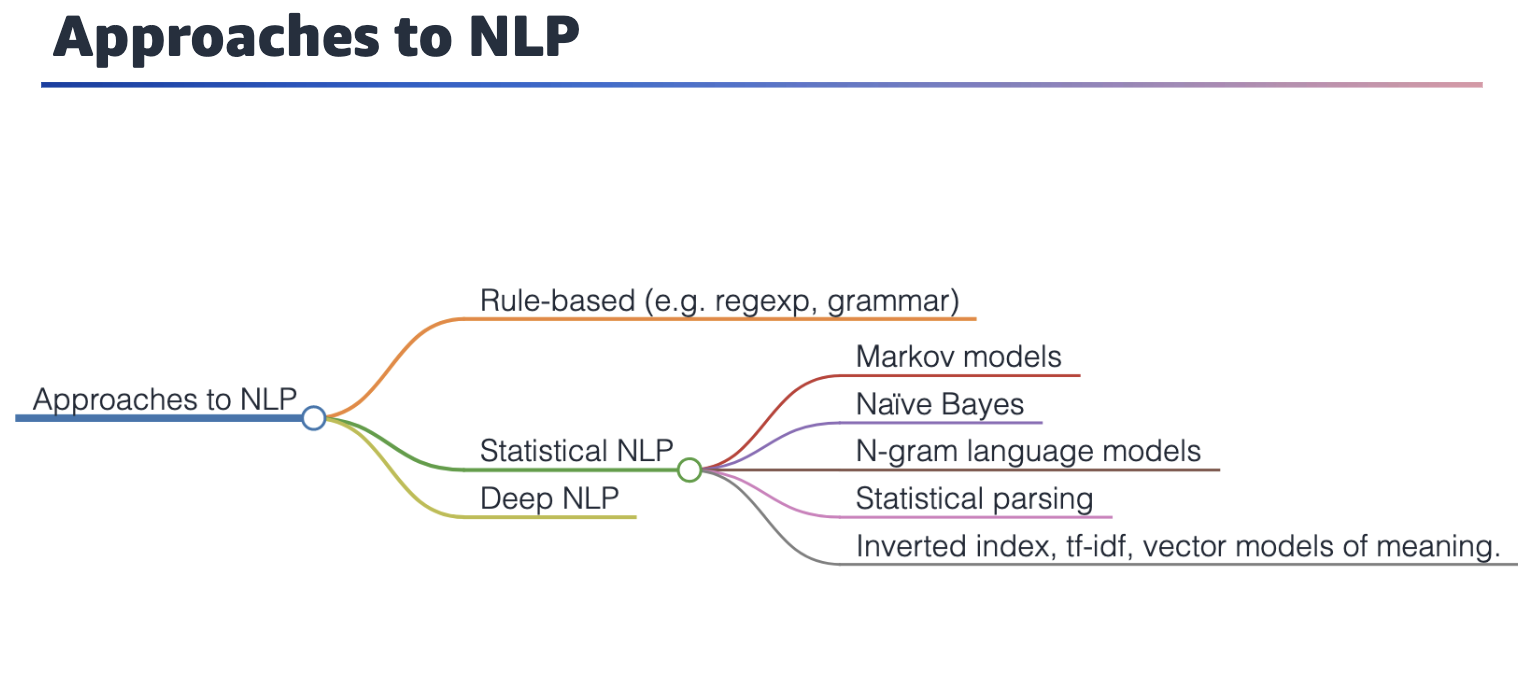 Approaches to NLP
Rule-based (e.g. regexp, grammar)
Markov models
Approaches to NLP
Naïve Bayes
Statistical NLP
N-gram language models
Deep NLP
Statistical parsing
Inverted index, tf-idf, vector models of meaning.